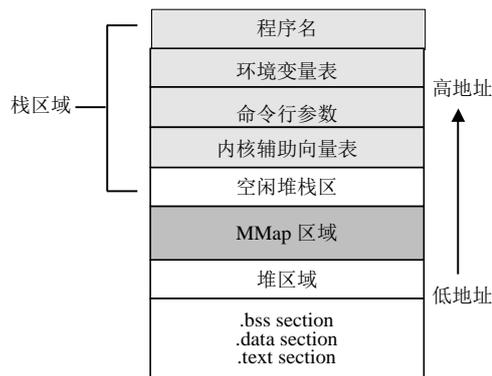 程序名
环境变量表
命令行参数
内核辅助向量表
空闲堆栈区
MMap 区域
堆区域
.bss section
.data section
.text section
栈区域
高地址
低地址